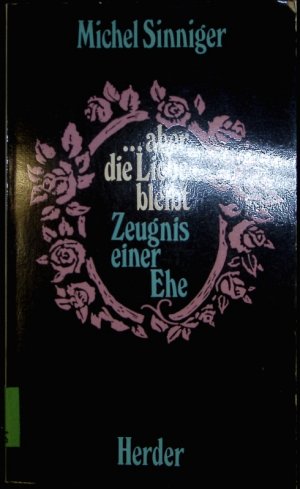 Michel Sinniger
... aber
die Liebe
bleibt
Zeugnis
einer
Ehe
Herder